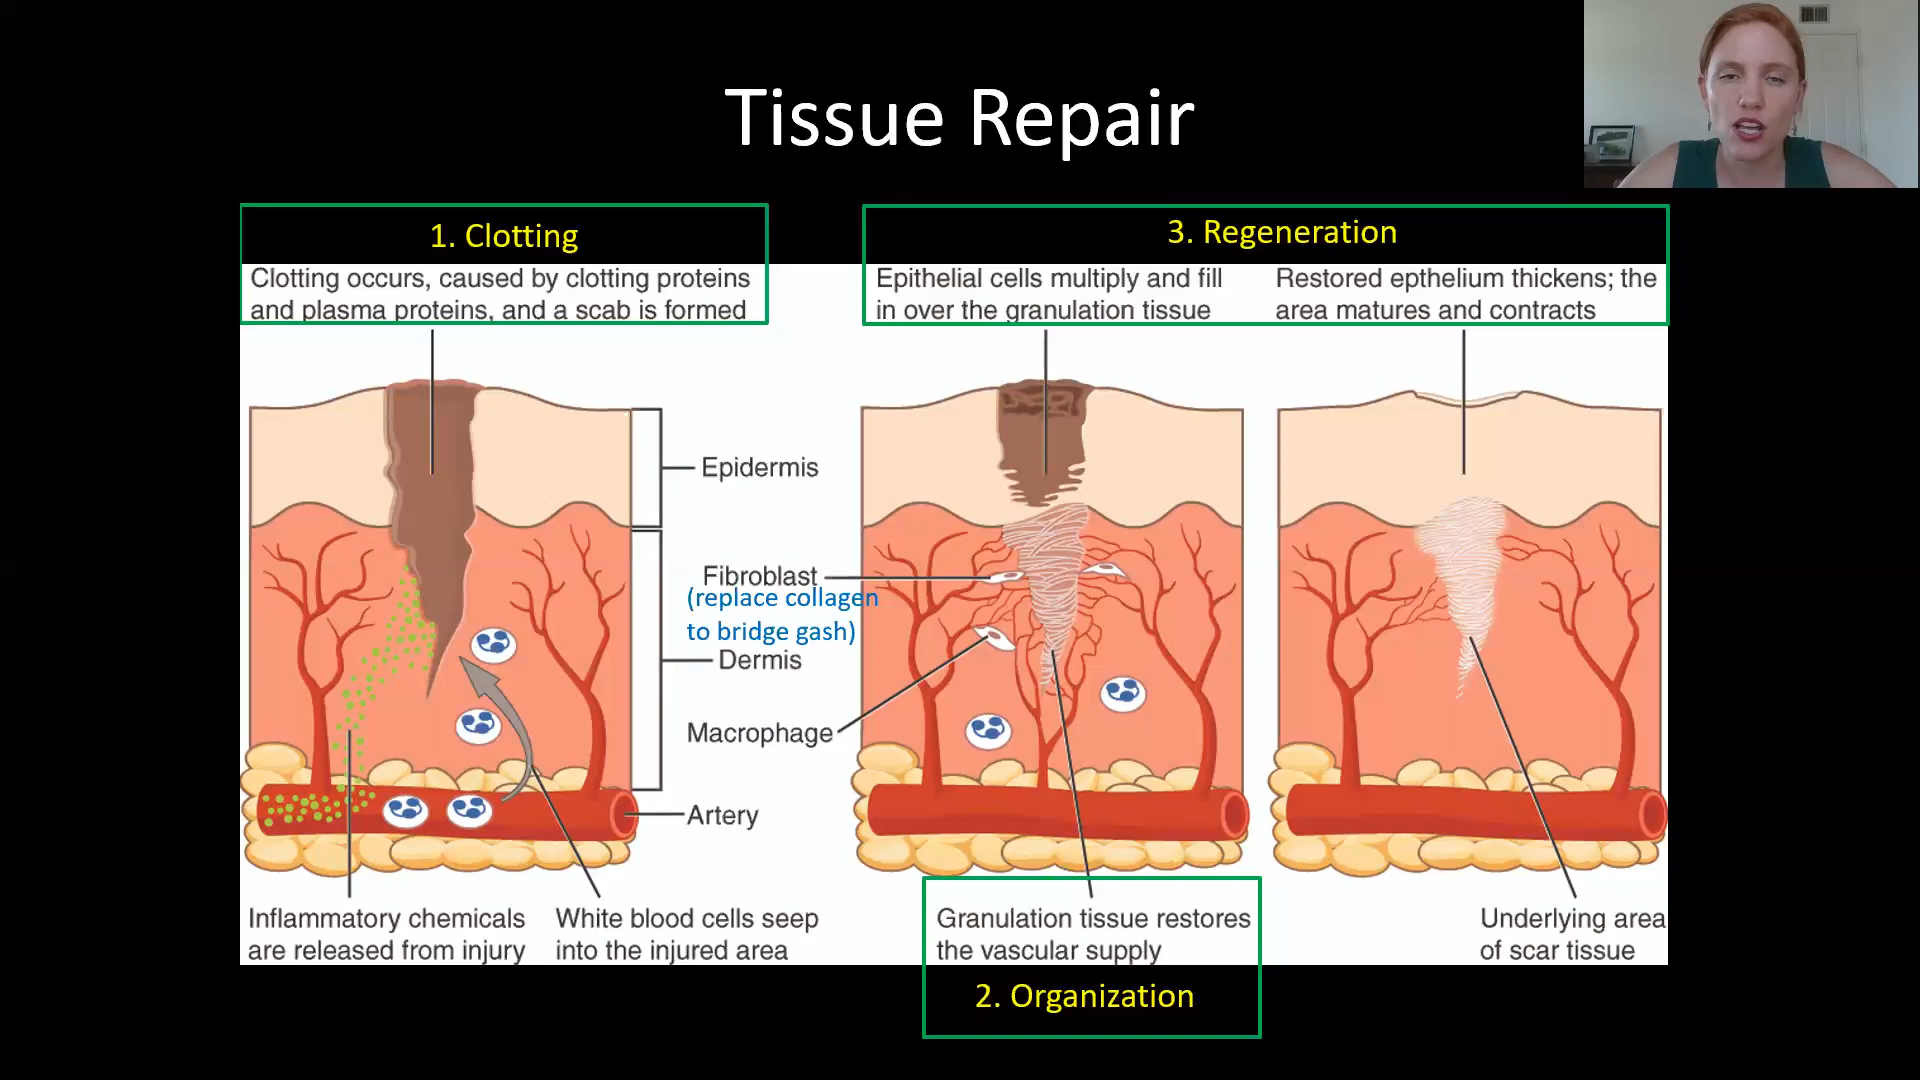 Tissue Repair
1. Clotting
Clotting occurs, caused by clotting proteins
and plasma proteins, and a scab is formed
3. Regeneration
Epithelial cells multiply and fill
in over the granulation tissue
Restored epthelium thickens; the
area matures and contracts
Epidermis
Fibroblast
(replace collagen
to bridge gash)
Dermis
Macrophage
Artery
Inflammatory chemicals
are released from injury
White blood cells seep
into the injured area
Granulation tissue restores
the vascular supply
2. Organization
Underlying area
of scar tissue